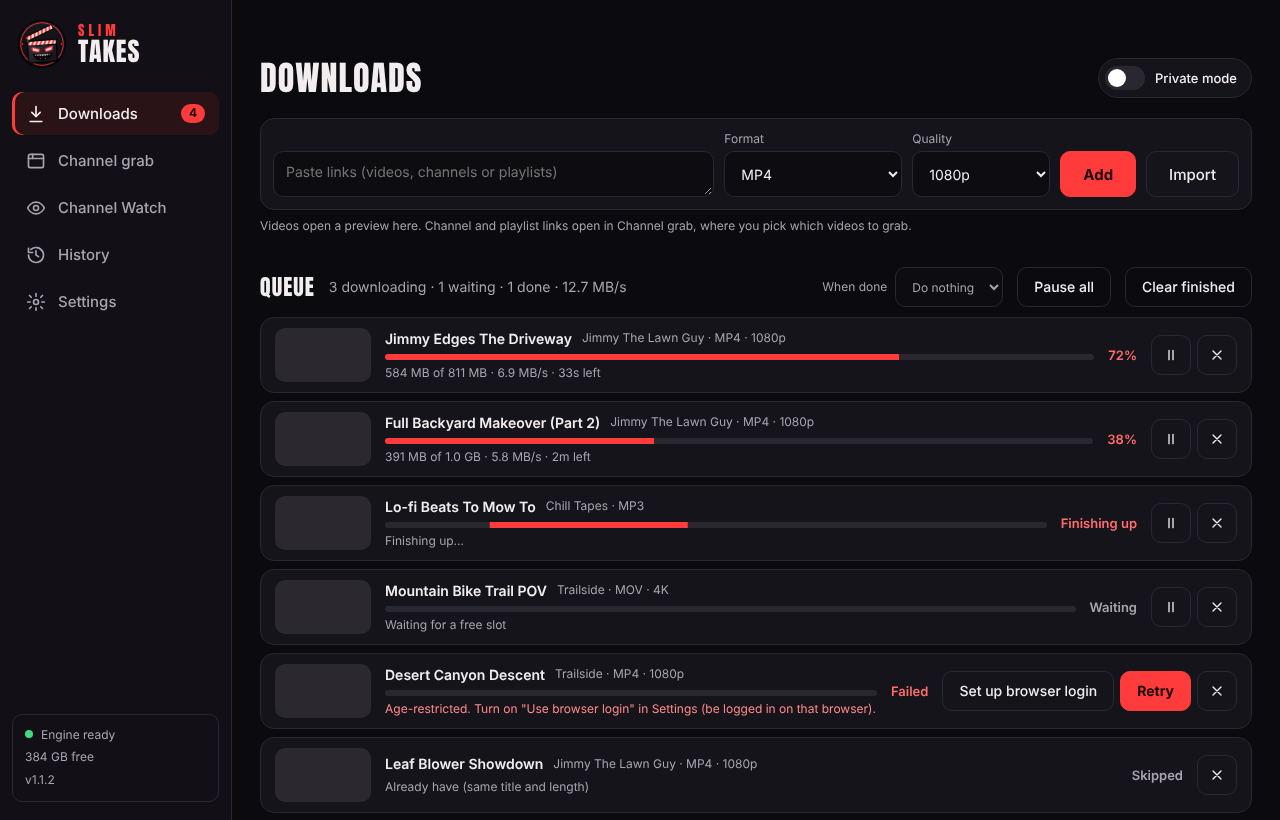 SLIM
TAKES
Downloads 4
Channel grab
Channel Watch
History
Settings
Engine ready
384 GB free
v1.1.2
DOWNLOADS
Private mode
Format
Quality
Paste links (videos, channels or playlists)
MP4
1080p
Add
Import
Videos open a preview here. Channel and playlist links open in Channel grab, where you pick which videos to grab.
QUEUE
3 downloading · 1 waiting · 1 done · 12.7 MB/s
When done
Do nothing
Pause all
Clear finished
Jimmy Edges The Driveway Jimmy The Lawn Guy · MP4 · 1080p
72%
584 MB of 811 MB · 6.9 MB/s · 33s left
Full Backyard Makeover (Part 2) Jimmy The Lawn Guy · MP4 · 1080p
38%
391 MB of 1.0 GB · 5.8 MB/s · 2m left
Lo-fi Beats To Mow To Chill Tapes · MP3
Finishing up
Finishing up…
Mountain Bike Trail POV Trailside · MOV · 4K
Waiting
Waiting for a free slot
Desert Canyon Descent Trailside · MP4 · 1080p
Failed
Set up browser login
Retry
Age-restricted. Turn on "Use browser login" in Settings (be logged in on that browser).
Leaf Blower Showdown Jimmy The Lawn Guy · MP4 · 1080p
Skipped
Already have (same title and length)